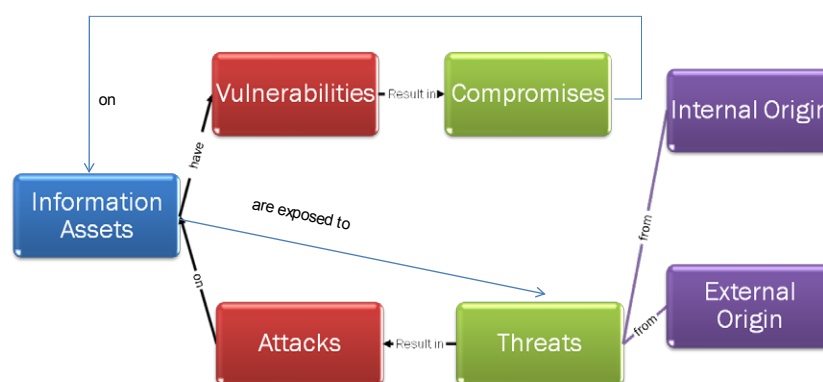 on
Vulnerabilities
Result in
Compromises
Internal Origin
have
Information
Assets
are exposed to
from
on
External
Origin
from
Attacks
Result in
Threats